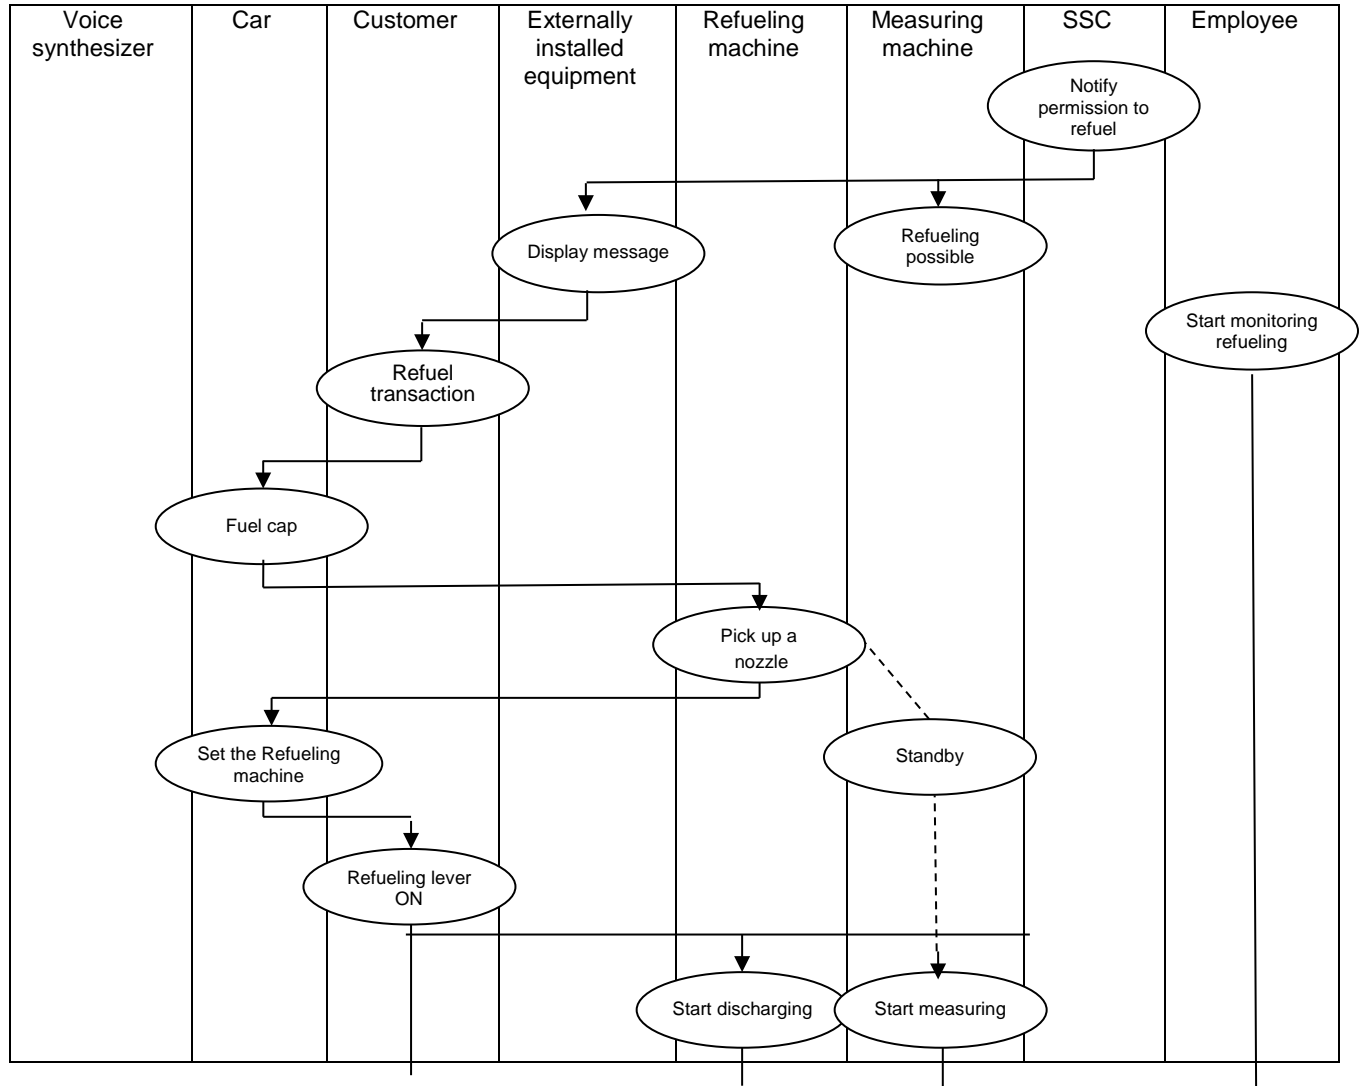 Voice
synthesizer
Car
Customer
Externally
installed
equipment
Refueling
machine
Measuring
machine
SSC
Employee
Notify
permission to
refuel
Display message
Refueling
possible
Start monitoring
refueling
Refuel
transaction
Fuel cap
Pick up a
nozzle
Set the Refueling
machine
Standby
Refueling lever
ON
Start discharging
Start measuring